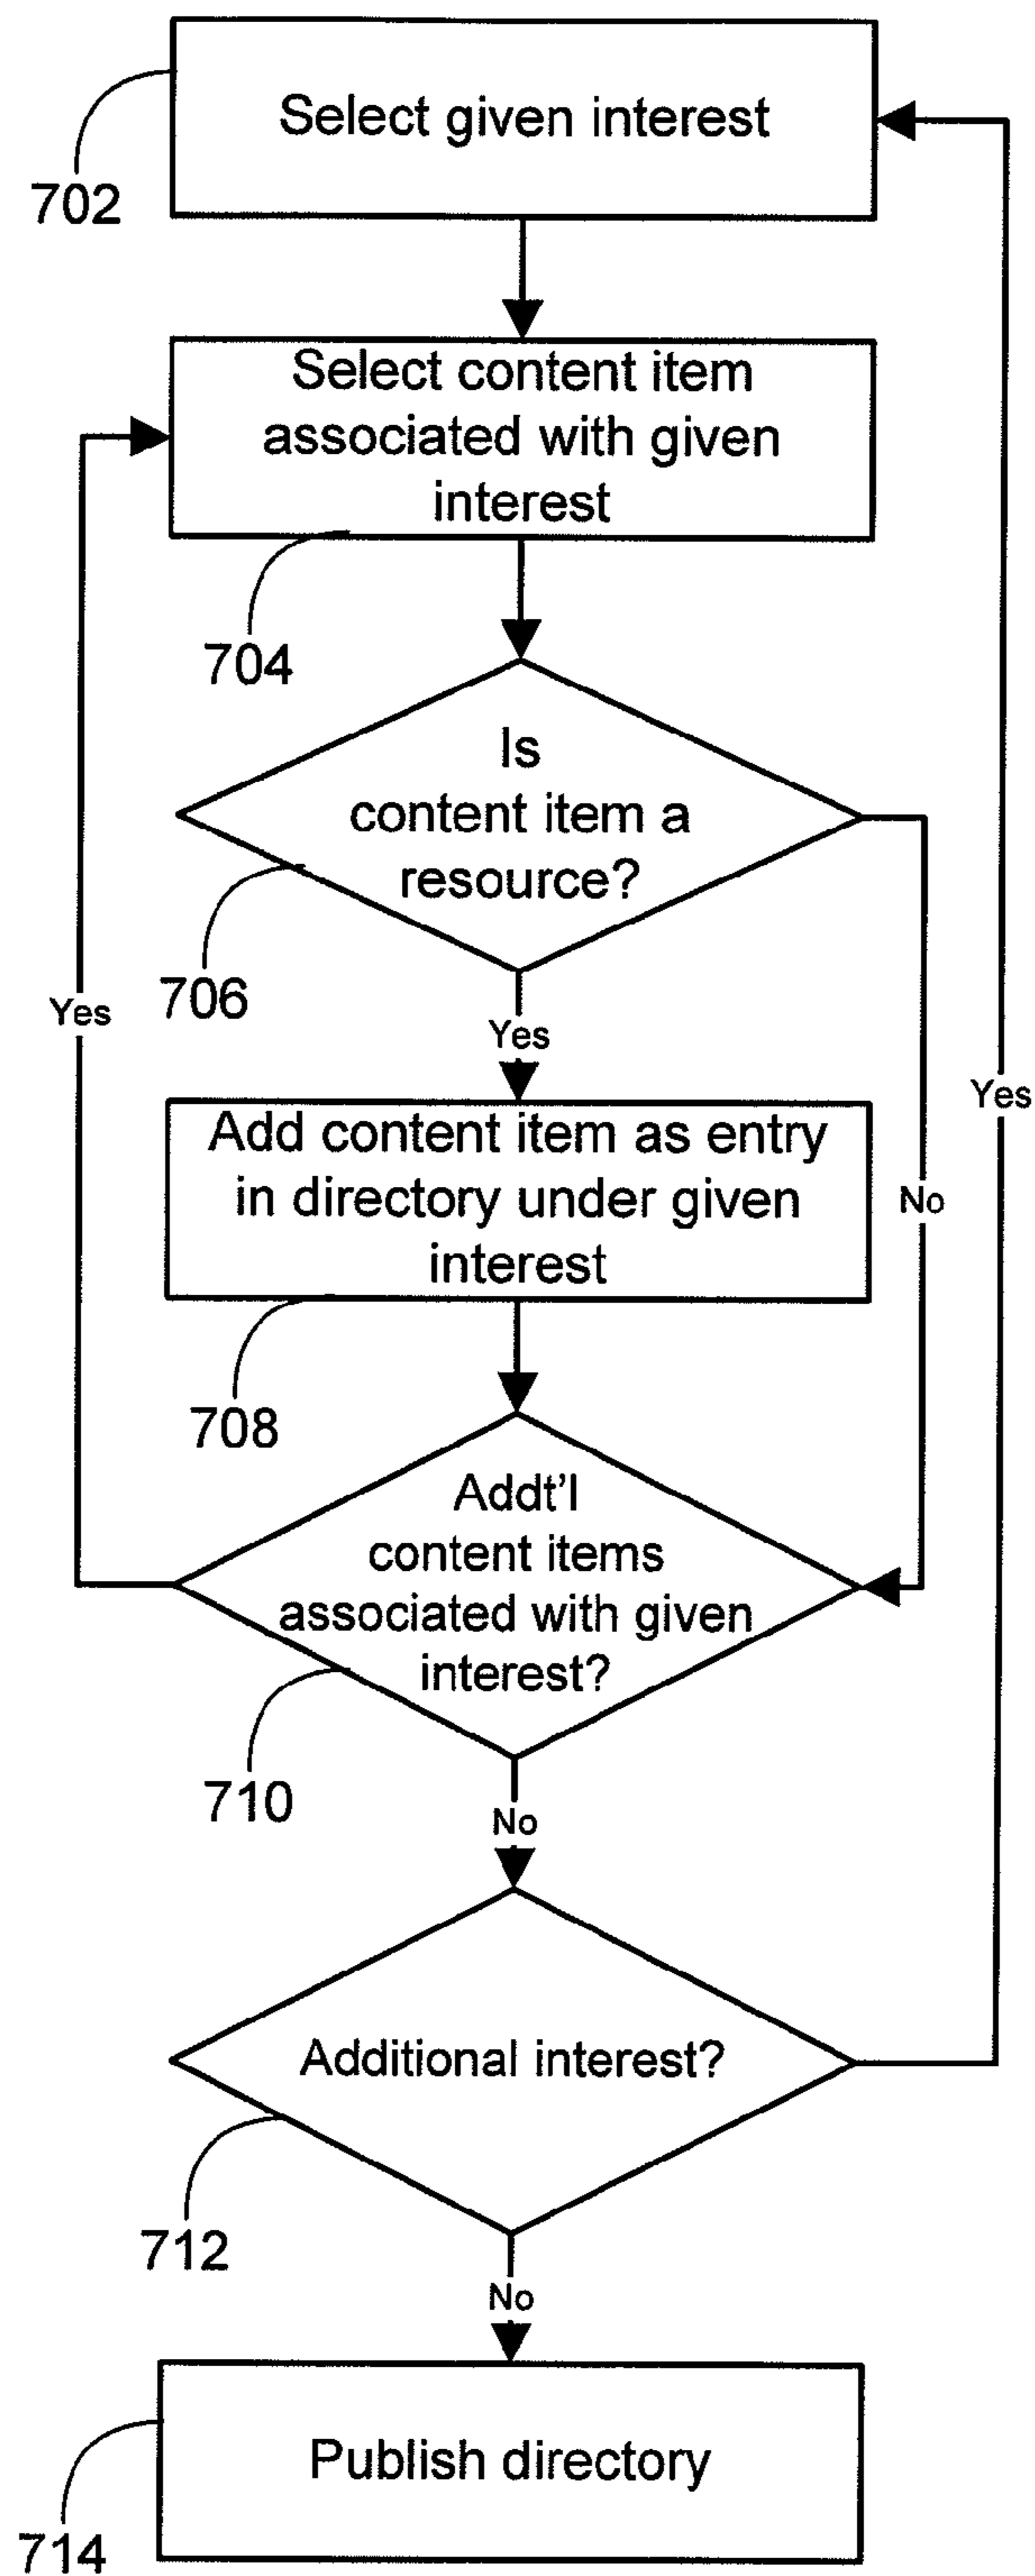 Select given interest
702
Select content item
associated with given
interest
704
Is
content item a
resource?
706
Yes
Yes
Yes
Add content item as entry
in directory under given
interest
No
708
Addt'l
content items
associated with given
interest?
710
No
Additional interest?
712
No
Publish directory
714